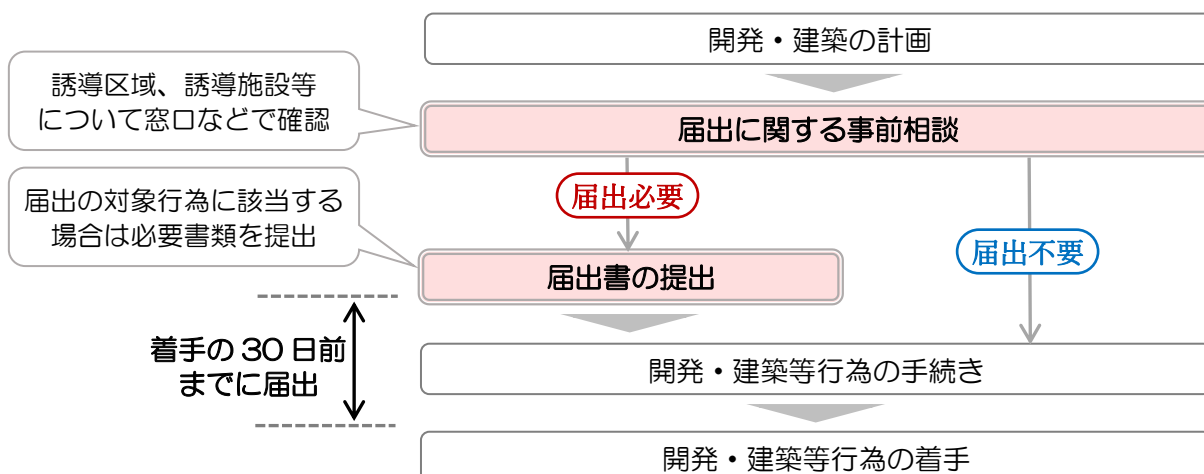 開発・建築の計画
誘導区域、誘導施設等
について窓口などで確認
届出に関する事前相談
届出の対象行為に該当する
場合は必要書類を提出
届出必要
届出不要
届出書の提出
着手の 30 日前
までに届出
開発・建築等行為の手続き
開発・建築等行為の着手